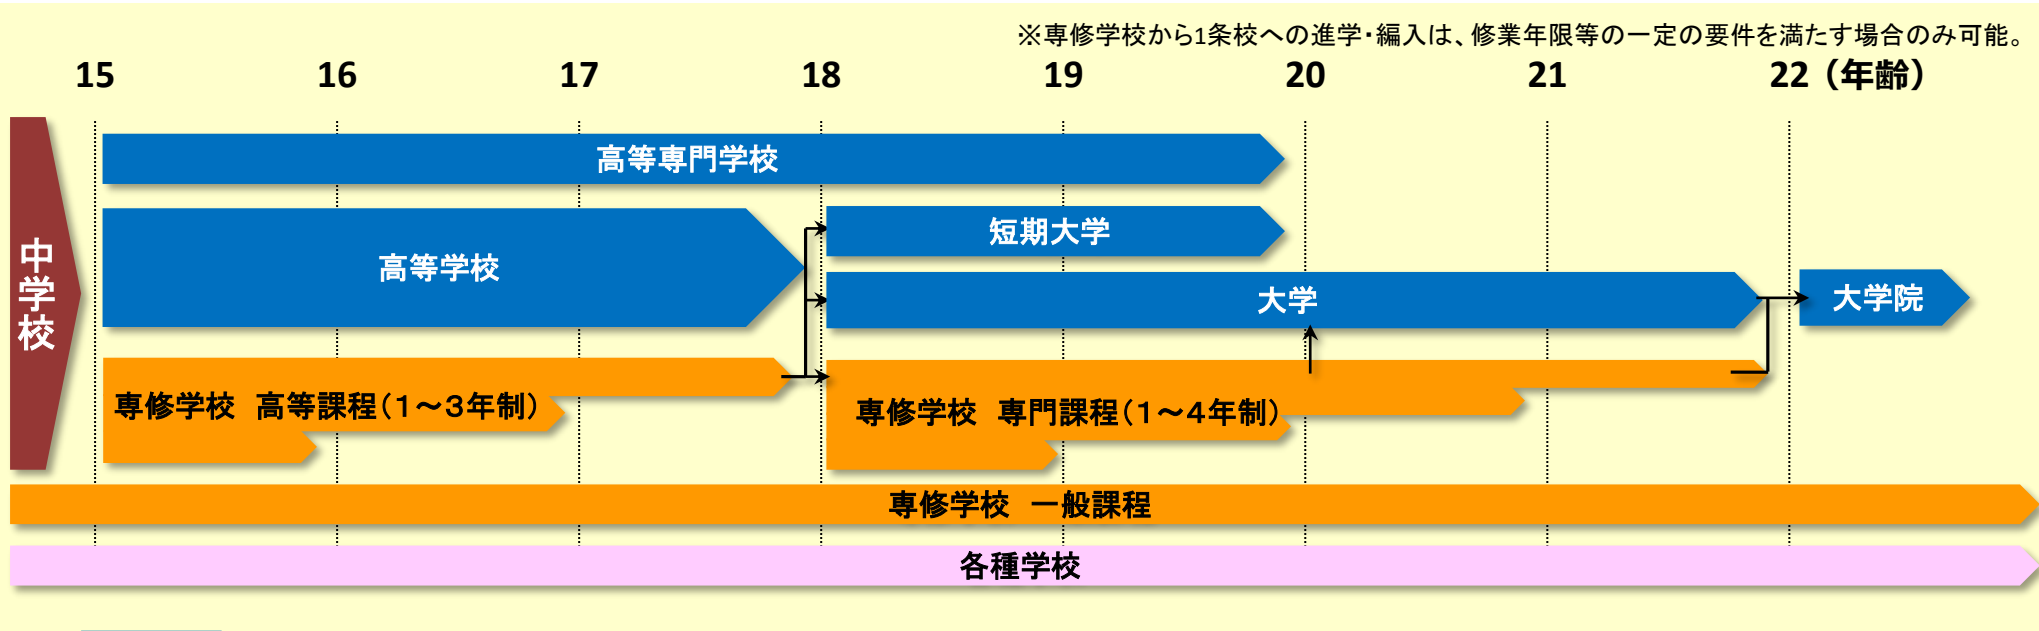 ※専修学校から1条校への進学・編入は、修業年限等の一定の要件を満たす場合のみ可能。
15 16 17 18 19 20 21 22（年齢）
中学校
高等専門学校
短期大学
高等学校
大学
大学院
専修学校　高等課程（１～３年制）
専修学校　専門課程（１～４年制）
専修学校　一般課程
各種学校